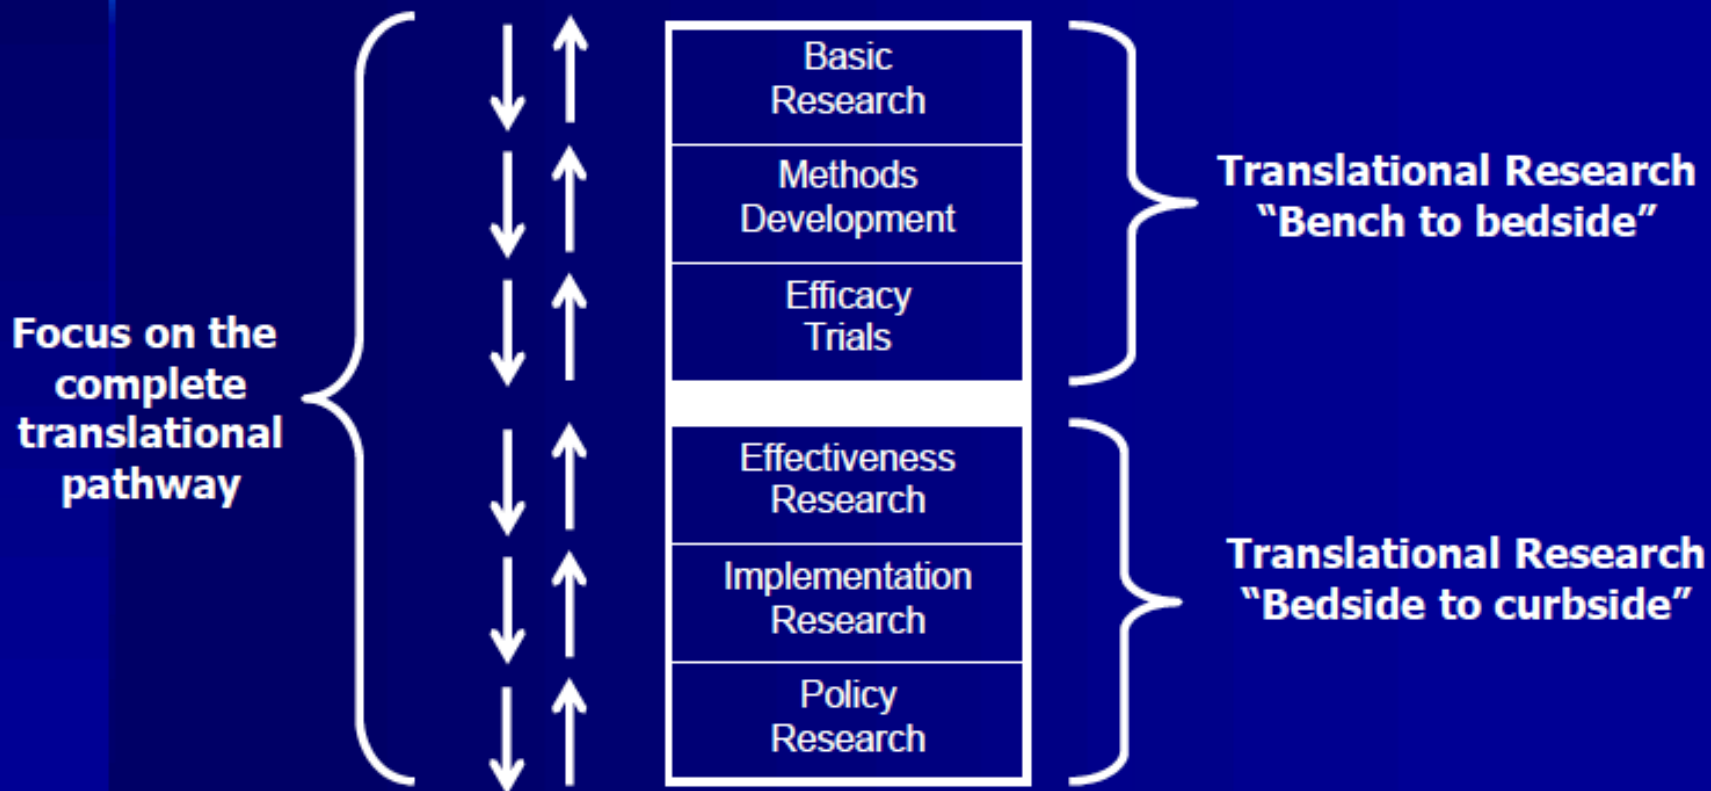 Focus on the
complete
translational
pathway
Basic
Research
Methods
Development
Efficacy
Trials
Effectiveness
Research
Implementation
Research
Policy
Research
Translational Research
“Bench to bedside”
Translational Research
“Bedside to curbside”